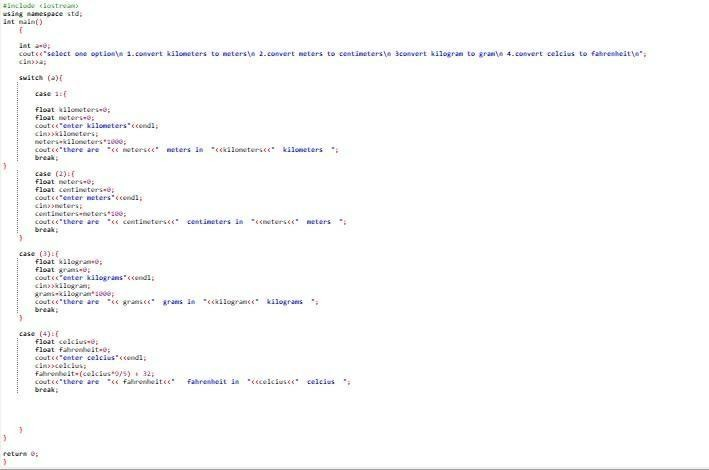 #include <iostream>
using namespace std;
int main()
{
int a=0;
cout<<"select one option\n 1.convert kilometers to meters\n 2.convert meters to centimeters\n 3convert kilogram to gram\n 4.convert celcius to fahrenheit\n";
cin>>a;
switch (a){
case 1:{
float kilometers=0;
float meters=0;
cout<<"enter kilometers"<<endl;
cin>>kilometers;
meters=kilometers*1000;
cout<<"there are "<< meters<<" meters in "<<kilometers<<" kilometers ";
break;
}
case (2):{
float meters=0;
float centimeters=0;
cout<<"enter meters"<<endl;
cin>>meters;
centimeters=meters*100;
cout<<"there are "<< centimeters<<" centimeters in "<<meters<<" meters ";
break;
}
case (3):{
float kilogram=0;
float grams=0;
cout<<"enter kilograms"<<endl;
cin>>kilogram;
grams=kilogram*1000;
cout<<"there are "<< grams<<" grams in "<<kilogram<<" kilograms ";
break;
}
case (4):{
float celcius=0;
float fahrenheit=0;
cout<<"enter celcius"<<endl;
cin>>celcius;
fahrenheit=(celcius*9/5) + 32;
cout<<"there are "<< fahrenheit<<" fahrenheit in "<<celcius<<" celcius ";
break;
}
}
return 0;
}